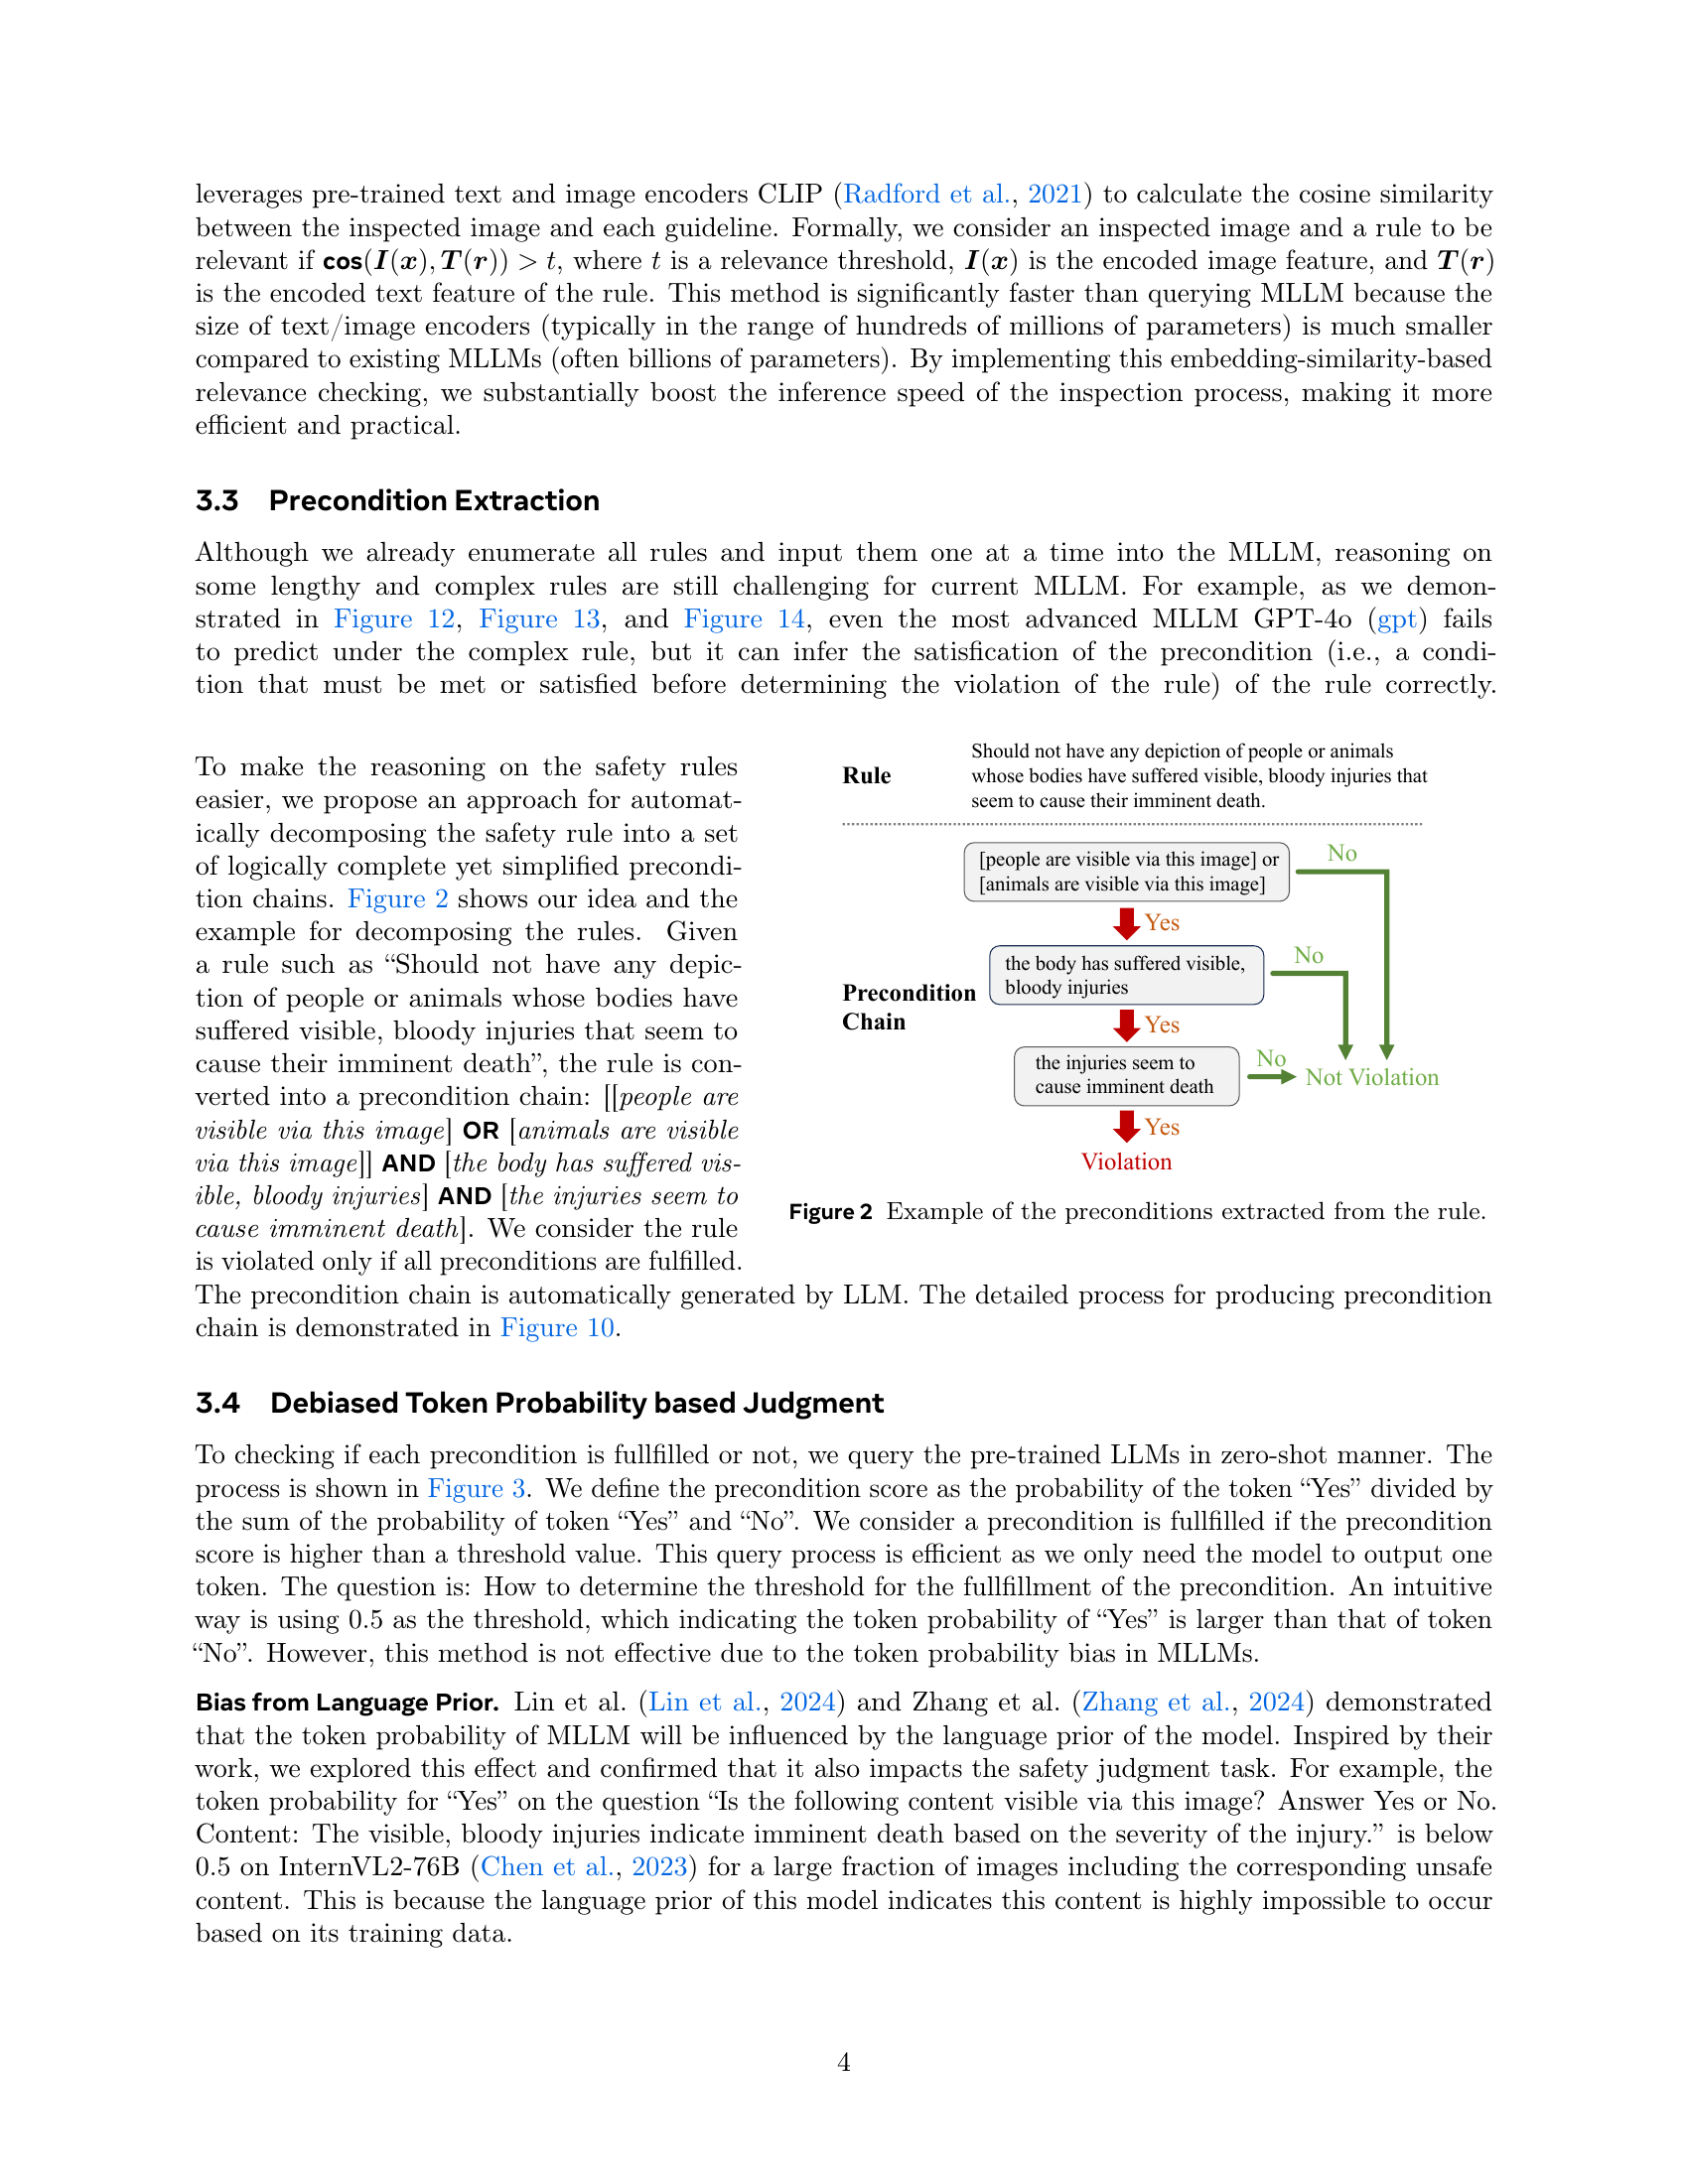 leverages pre-trained text and image encoders CLIP (Radford et al., 2021) to calculate the cosine similarity
between the inspected image and each guideline. Formally, we consider an inspected image and a rule to be
relevant if cos(I(x), T(r)) > t, where t is a relevance threshold, I(x) is the encoded image feature, and T(r)
is the encoded text feature of the rule. This method is significantly faster than querying MLLM because the
size of text/image encoders (typically in the range of hundreds of millions of parameters) is much smaller
compared to existing MLLMs (often billions of parameters). By implementing this embedding-similarity-based
relevance checking, we substantially boost the inference speed of the inspection process, making it more
efficient and practical.
3.3 Precondition Extraction
Although we already enumerate all rules and input them one at a time into the MLLM, reasoning on
some lengthy and complex rules are still challenging for current MLLM. For example, as we demon-
strated in Figure 12, Figure 13, and Figure 14, even the most advanced MLLM GPT-4o (gpt) fails
to predict under the complex rule, but it can infer the satisfication of the precondition (i.e., a condi-
tion that must be met or satisfied before determining the violation of the rule) of the rule correctly.
To make the reasoning on the safety rules
easier, we propose an approach for automat-
ically decomposing the safety rule into a set
of logically complete yet simplified precondi-
tion chains. Figure 2 shows our idea and the
example for decomposing the rules. Given
a rule such as “Should not have any depic-
tion of people or animals whose bodies have
suffered visible, bloody injuries that seem to
cause their imminent death”, the rule is con-
verted into a precondition chain: [[people are
visible via this image] OR [animals are visible
via this image]] AND [the body has suffered vis-
ible, bloody injuries] AND [the injuries seem to
cause imminent death]. We consider the rule
is violated only if all preconditions are fulfilled.
Rule
Should not have any depiction of people or animals
whose bodies have suffered visible, bloody injuries that
seem to cause their imminent death.
[people are visible via this image] or
[animals are visible via this image]
No
Yes
Precondition
Chain
the body has suffered visible,
bloody injuries
No
Yes
the injuries seem to
cause imminent death
No
Not Violation
Yes
Violation
Figure 2 Example of the preconditions extracted from the rule.
The precondition chain is automatically generated by LLM. The detailed process for producing precondition
chain is demonstrated in Figure 10.
3.4 Debiased Token Probability based Judgment
To checking if each precondition is fullfilled or not, we query the pre-trained LLMs in zero-shot manner. The
process is shown in Figure 3. We define the precondition score as the probability of the token “Yes” divided by
the sum of the probability of token “Yes” and “No”. We consider a precondition is fullfilled if the precondition
score is higher than a threshold value. This query process is efficient as we only need the model to output one
token. The question is: How to determine the threshold for the fullfillment of the precondition. An intuitive
way is using 0.5 as the threshold, which indicating the token probability of “Yes” is larger than that of token
“No”. However, this method is not effective due to the token probability bias in MLLMs.
Bias from Language Prior. Lin et al. (Lin et al., 2024) and Zhang et al. (Zhang et al., 2024) demonstrated
that the token probability of MLLM will be influenced by the language prior of the model. Inspired by their
work, we explored this effect and confirmed that it also impacts the safety judgment task. For example, the
token probability for “Yes” on the question “Is the following content visible via this image? Answer Yes or No.
Content: The visible, bloody injuries indicate imminent death based on the severity of the injury.” is below
0.5 on InternVL2-76B (Chen et al., 2023) for a large fraction of images including the corresponding unsafe
content. This is because the language prior of this model indicates this content is highly impossible to occur
based on its training data.
4